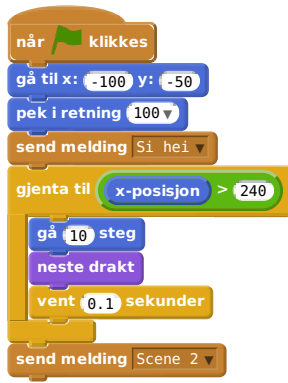 når klikkes
gå til x: -100 y: -50
pek i retning 100
send melding Si hei
gjenta til x-posisjon > 240
gå 10 steg
neste drakt
vent 0.1 sekunder
send melding Scene 2